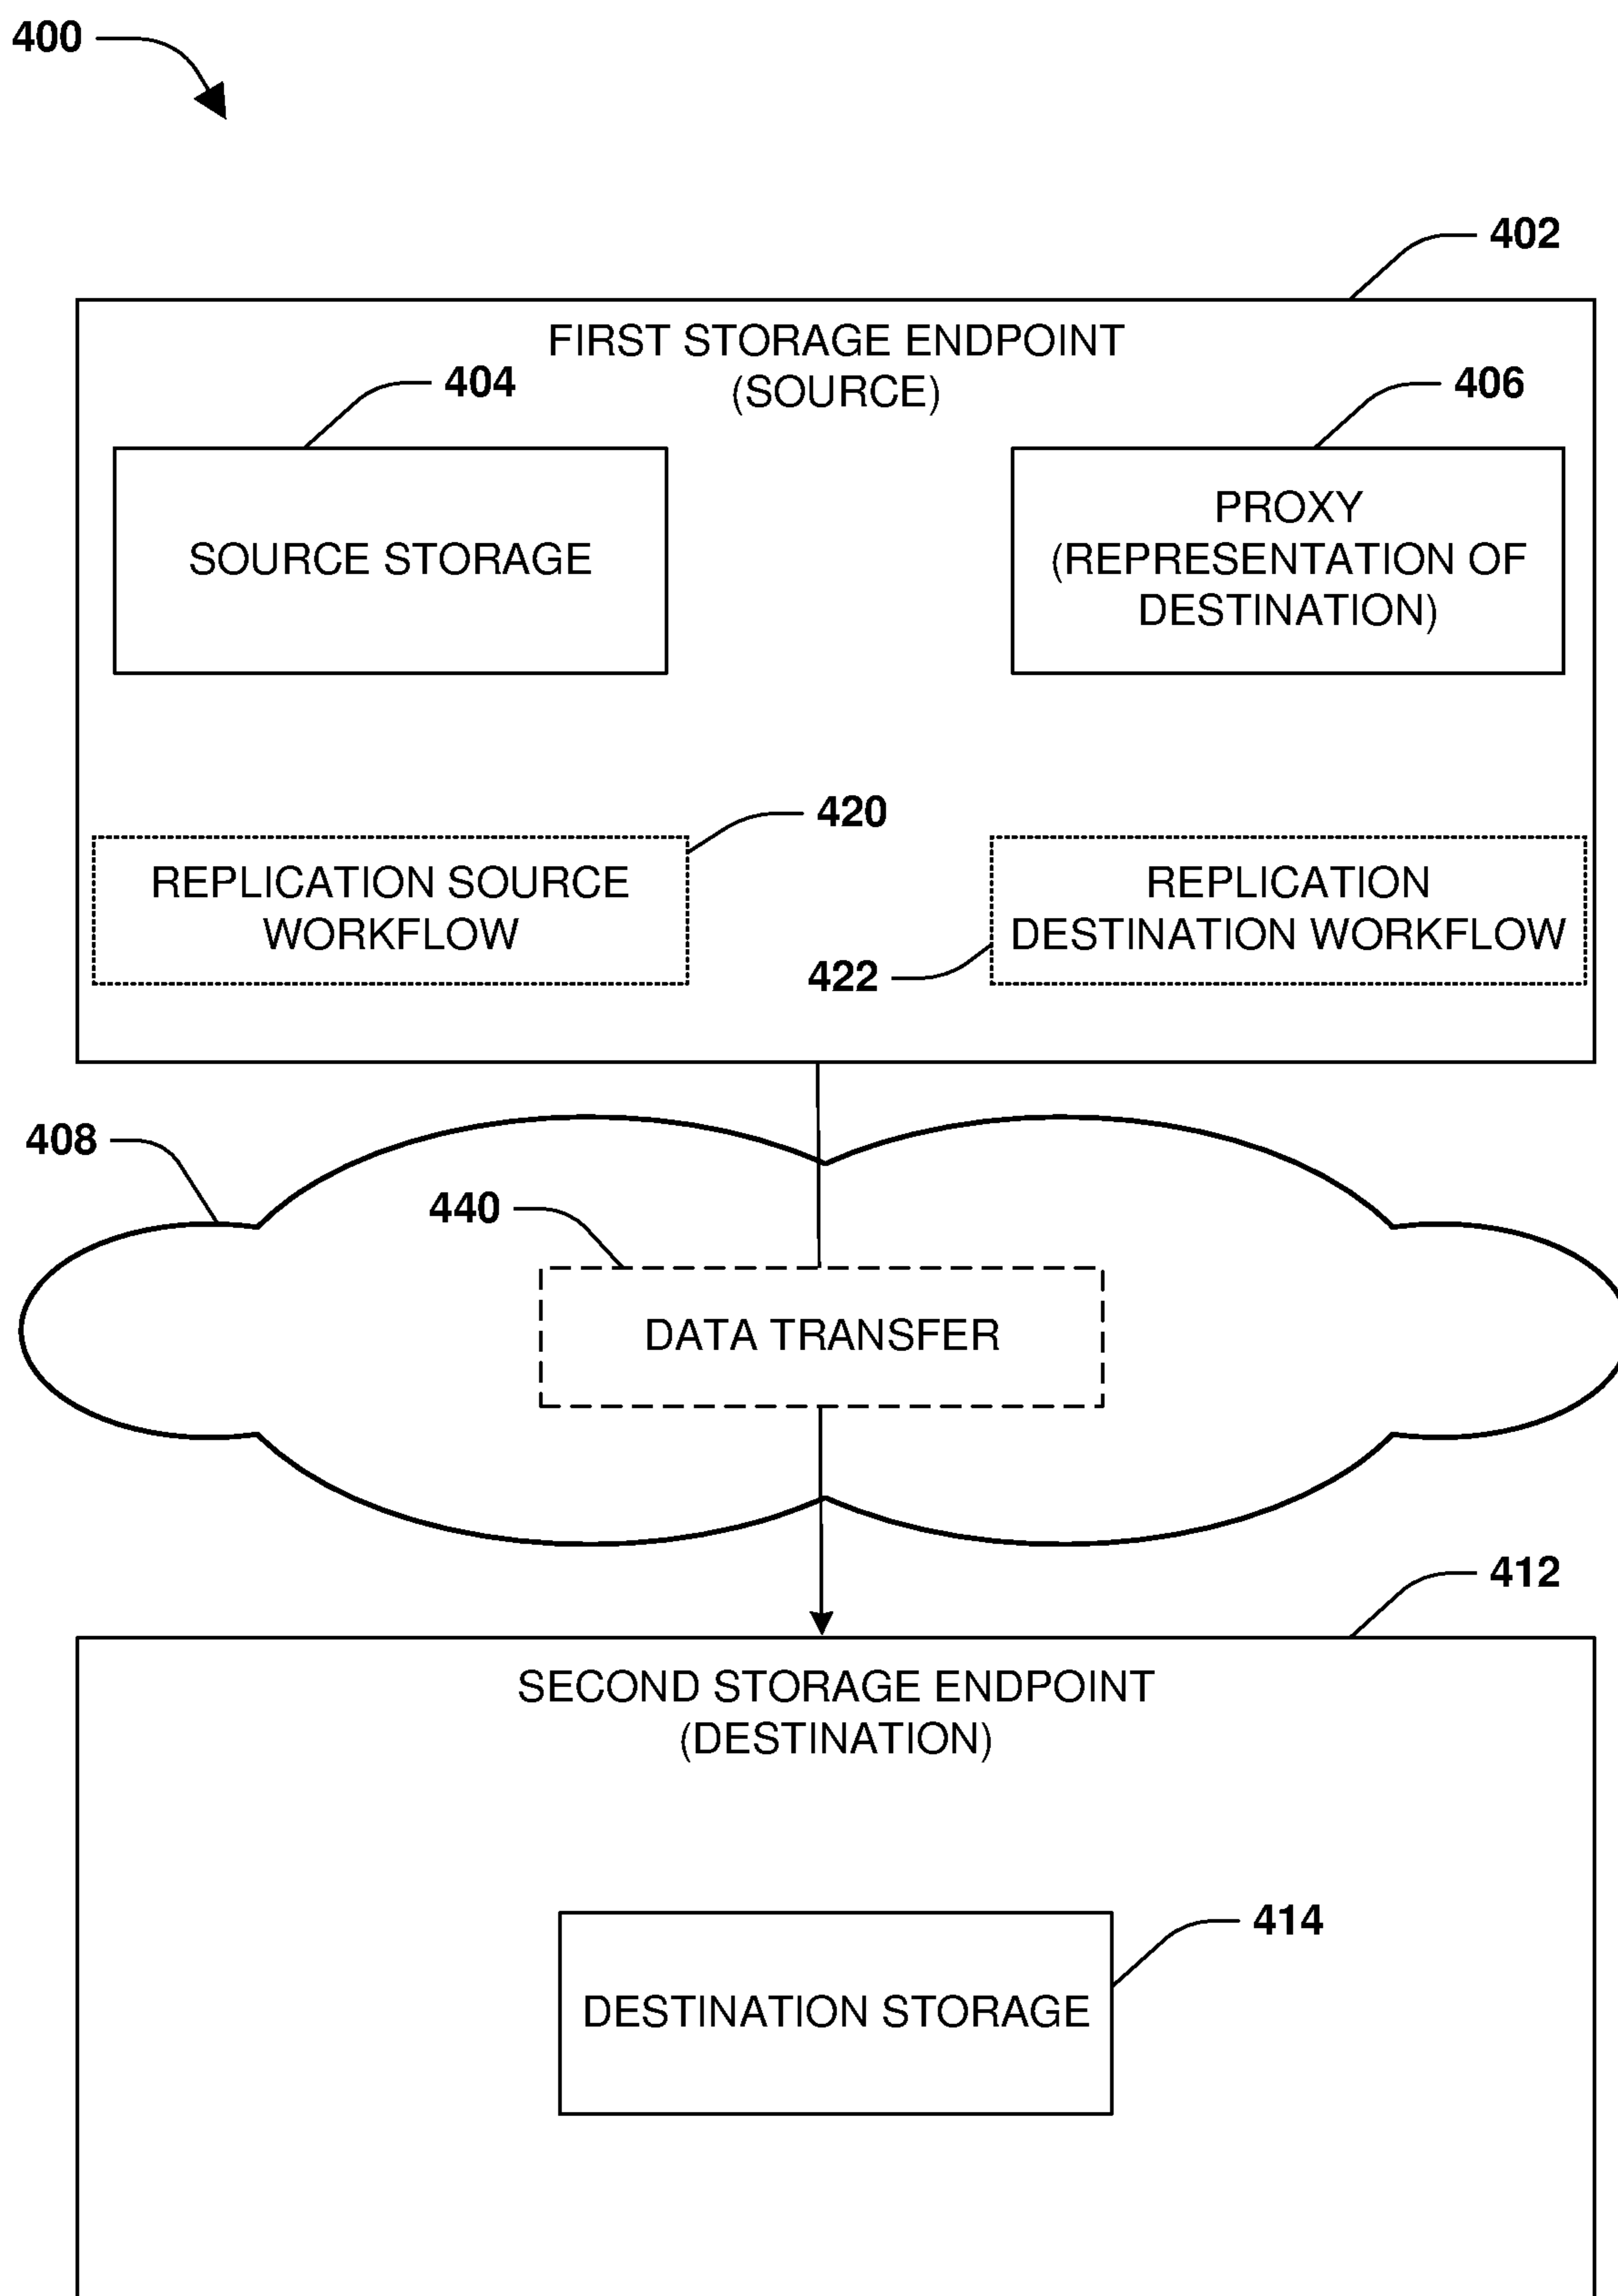 400
402
FIRST STORAGE ENDPOINT
(SOURCE)
404
406
SOURCE STORAGE
PROXY
(REPRESENTATION OF
DESTINATION)
420
REPLICATION SOURCE
WORKFLOW
REPLICATION
DESTINATION WORKFLOW
422
408
440
DATA TRANSFER
412
SECOND STORAGE ENDPOINT
(DESTINATION)
414
DESTINATION STORAGE